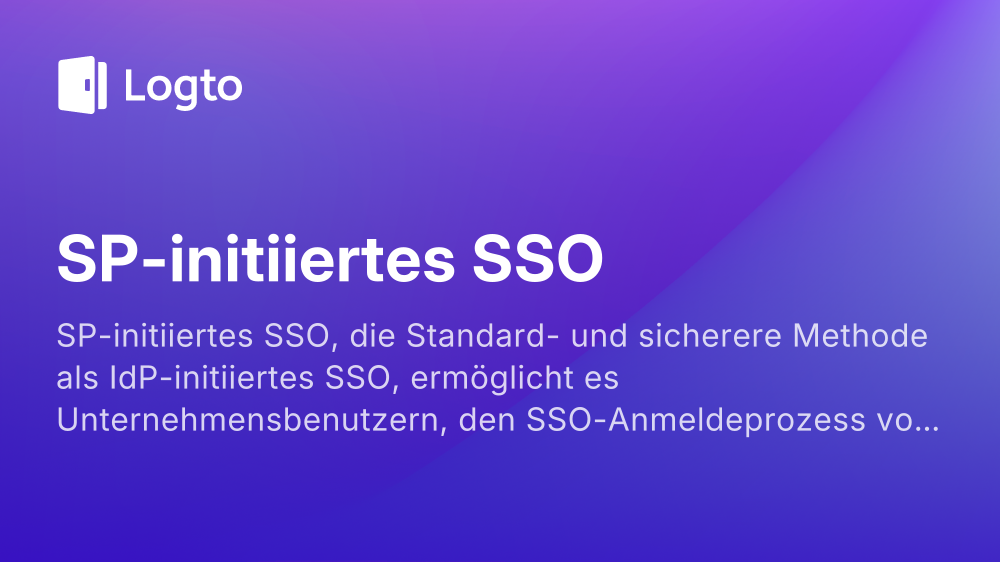 Logto
SP-initiiertes SSO
SP-initiiertes SSO, die Standard- und sicherere Methode
als IdP-initiiertes SSO, ermöglicht es
Unternehmensbenutzern, den SSO-Anmeldeprozess vo...